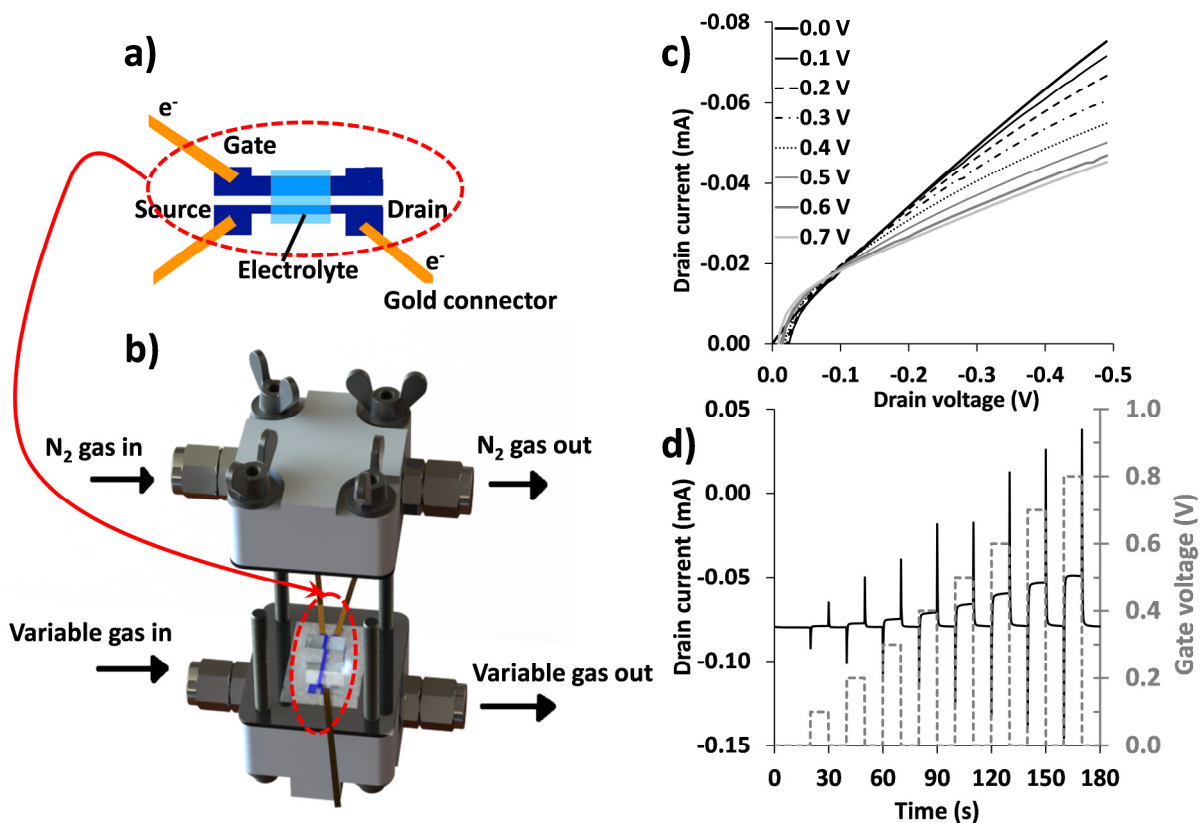 a)
e-
Gate
Source
Drain
Electrolyte
e-
Gold connector
b)
N2 gas in
N2 gas out
Variable gas in
Variable gas out
c)
Drain current (mA)
-0.08
-0.06
-0.04
-0.02
0.00
0.0 V
0.1 V
0.2 V
0.3 V
0.4 V
0.5 V
0.6 V
0.7 V
0.0 -0.1 -0.2 -0.3 -0.4 -0.5
Drain voltage (V)
d)
Drain current (mA)
0.05
0.00
-0.05
-0.10
-0.15
1.0
0.8
0.6
0.4
0.2
0.0
Gate voltage (V)
0 30 60 90 120 150 180
Time (s)